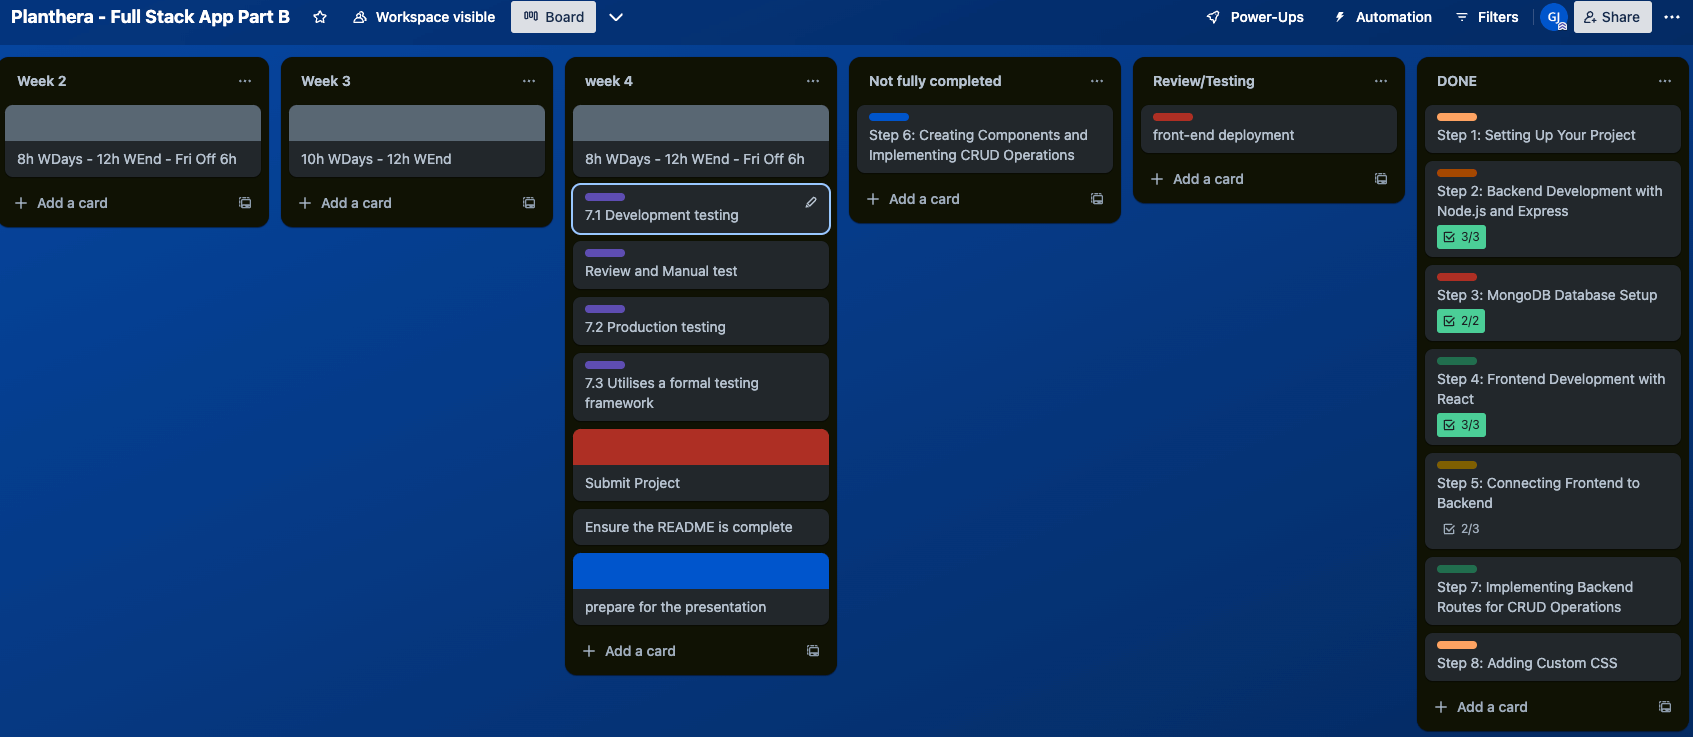 Planthera - Full Stack App Part B
Workspace visible
Board
Power-Ups
Automation
Filters
GJ
Share
Week 2
8h WDays - 12h WEnd - Fri Off 6h
Add a card
Week 3
10h WDays - 12h WEnd
Add a card
week 4
8h WDays - 12h WEnd - Fri Off 6h
7.1 Development testing
Review and Manual test
7.2 Production testing
7.3 Utilises a formal testing
framework
Submit Project
Ensure the README is complete
prepare for the presentation
Add a card
Not fully completed
Step 6: Creating Components and
Implementing CRUD Operations
Add a card
Review/Testing
front-end deployment
Add a card
DONE
Step 1: Setting Up Your Project
Step 2: Backend Development with
Node.js and Express
3/3
Step 3: MongoDB Database Setup
2/2
Step 4: Frontend Development with
React
3/3
Step 5: Connecting Frontend to
Backend
2/3
Step 7: Implementing Backend
Routes for CRUD Operations
Step 8: Adding Custom CSS
Add a card